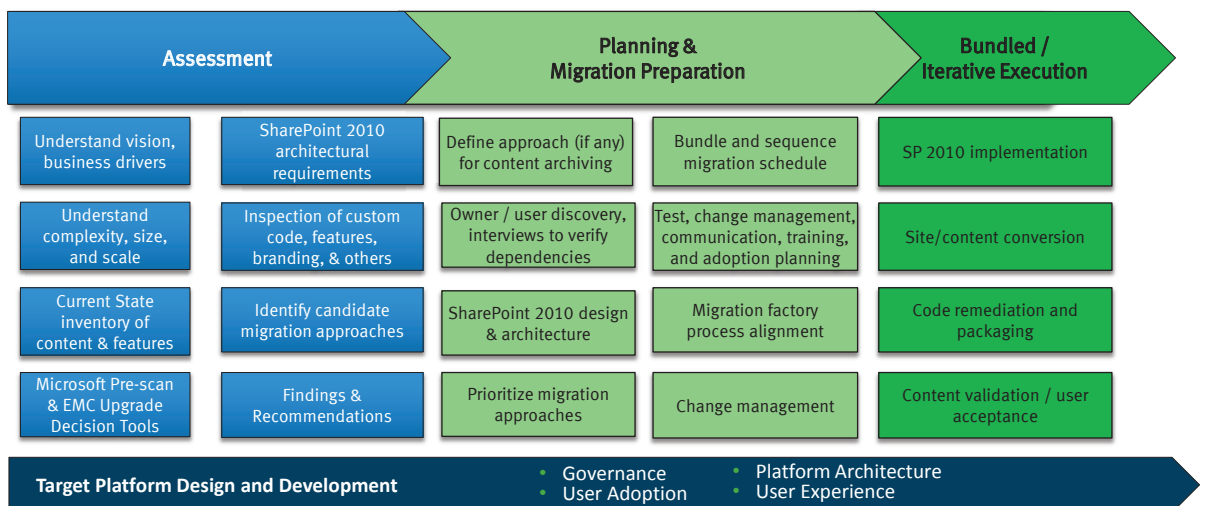 Assessment
Planning &
Migration Preparation
Bundled /
Iterative Execution
Understand vision,
business drivers
SharePoint 2010
architectural
requirements
Define approach (if any)
for content archiving
Bundle and sequence
migration schedule
SP 2010 implementation
Understand
complexity, size,
and scale
Inspection of custom
code, features,
branding, & others
Owner / user discovery,
interviews to verify
dependencies
Test, change management,
communication, training,
and adoption planning
Site/content conversion
Current State
inventory of
content & features
Identify candidate
migration approaches
SharePoint 2010 design
& architecture
Migration factory
process alignment
Code remediation and
packaging
Microsoft Pre-scan
& EMC Upgrade
Decision Tools
Findings &
Recommendations
Prioritize migration
approaches
Change management
Content validation / user
acceptance
Target Platform Design and Development
• Governance
• User Adoption
• Platform Architecture
• User Experience